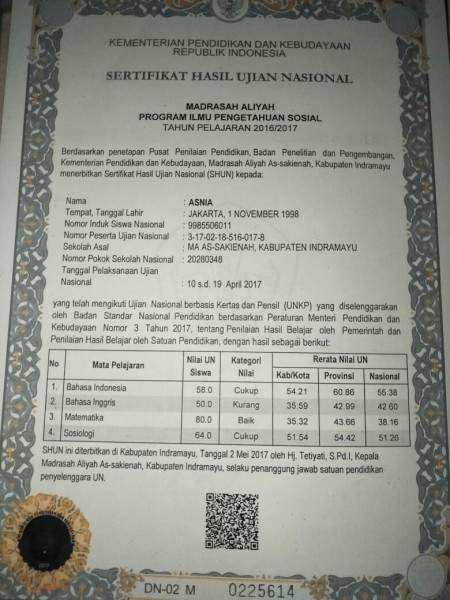 KEMENTERIAN PENDIDIKAN DAN KEBUDAYAAN
REPUBLIK INDONESIA
SERTIFIKAT HASIL UJIAN NASIONAL
MADRASAH ALIYAH
PROGRAM ILMU PENGETAHUAN SOSIAL
TAHUN PELAJARAN 2016/2017
Berdasarkan penetapan Pusat Penilaian Pendidikan, Badan Penelitian dan Pengembangan,
Kementerian Pendidikan dan Kebudayaan, Madrasah Aliyah As-sakienah, Kabupaten Indramayu
menerbitkan Sertifikat Hasil Ujian Nasional (SHUN) kepada:
Nama : ASNIA
Tempat, Tanggal Lahir : JAKARTA, 1 NOVEMBER 1998
Nomor Induk Siswa Nasional : 9985506011
Nomor Peserta Ujian Nasional : 3-17-02-18-516-017-8
Sekolah Asal : MA AS-SAKIENAH, KABUPATEN INDRAMAYU
Nomor Pokok Sekolah Nasional : 20280348
Tanggal Pelaksanaan Ujian
Nasional : 10 s.d. 19 April 2017
yang telah mengikuti Ujian Nasional berbasis Kertas dan Pensil (UNKP) yang diselenggarakan
oleh Badan Standar Nasional Pendidikan berdasarkan Peraturan Menteri Pendidikan dan
Kebudayaan Nomor 3 Tahun 2017, tentang Penilaian Hasil Belajar oleh Pemerintah dan
Penilaian Hasil Belajar oleh Satuan Pendidikan, dengan hasil sebagai berikut:
No Mata Pelajaran Nilai UN Siswa Kategori Nilai Rerata Nilai UN
Kab/Kota Provinsi Nasional
1. Bahasa Indonesia 58.0 Cukup 54.21 60.86 55.38
2. Bahasa Inggris 50.0 Kurang 35.59 42.99 42.60
3. Matematika 80.0 Baik 35.32 43.66 38.16
4. Sosiologi 64.0 Cukup 51.54 54.42 51.26
SHUN ini diterbitkan di Kabupaten Indramayu, Tanggal 2 Mei 2017 oleh Hj. Tetiyati, S.Pd.I, Kepala
Madrasah Aliyah As-sakienah, Kabupaten Indramayu, selaku penanggung jawab satuan pendidikan
penyelenggara UN.
DN-02 M 0225614